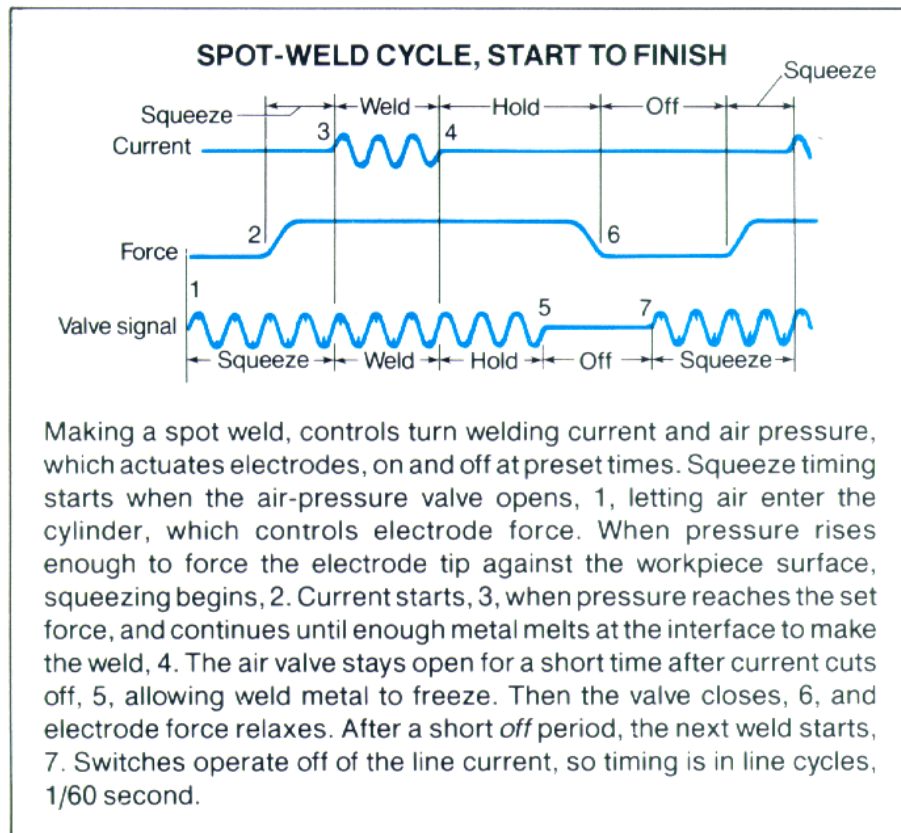 SPOT-WELD CYCLE, START TO FINISH
Squeeze
Weld
Hold
Off
Squeeze
Current
3
4
Force
2
6
1
Valve signal
5
7
Squeeze
Weld
Hold
Off
Squeeze
Making a spot weld, controls turn welding current and air pressure,
which actuates electrodes, on and off at preset times. Squeeze timing
starts when the air-pressure valve opens, 1, letting air enter the
cylinder, which controls electrode force. When pressure rises
enough to force the electrode tip against the workpiece surface,
squeezing begins, 2. Current starts, 3, when pressure reaches the set
force, and continues until enough metal melts at the interface to make
the weld, 4. The air valve stays open for a short time after current cuts
off, 5, allowing weld metal to freeze. Then the valve closes, 6, and
electrode force relaxes. After a short off period, the next weld starts,
7. Switches operate off of the line current, so timing is in line cycles,
1/60 second.